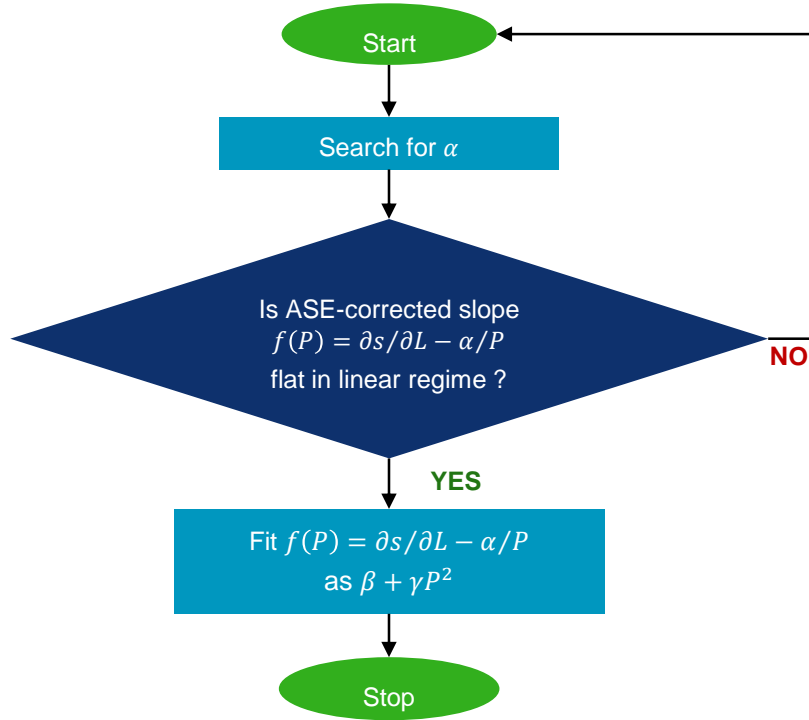 Start
Search for α
Is ASE-corrected slope
f(P) = ∂s/∂L − α/P
flat in linear regime ?
NO
YES
Fit f(P) = ∂s/∂L − α/P
as β + γP²
Stop